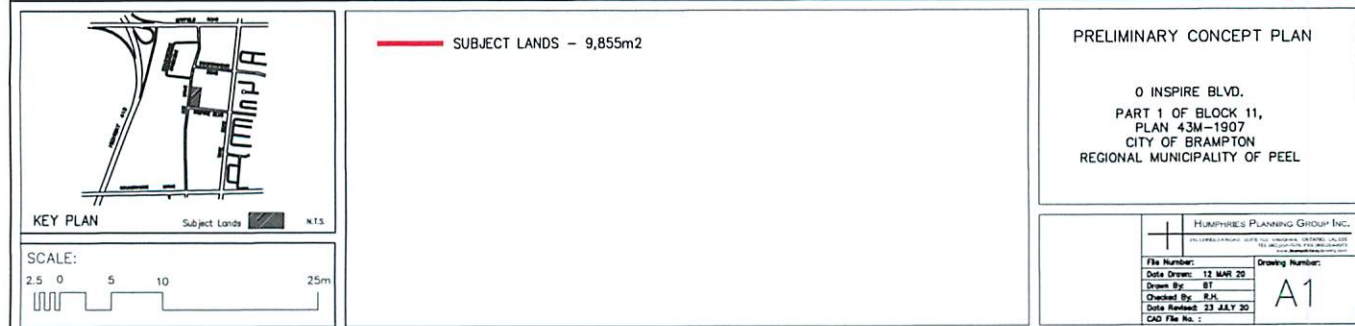 KEY PLAN
Subject Lands
N.T.S.
SCALE:
2.5 0 5 10 25m
SUBJECT LANDS - 9,855m2
PRELIMINARY CONCEPT PLAN
0 INSPIRE BLVD.
PART 1 OF BLOCK 11,
PLAN 43M-1907
CITY OF BRAMPTON
REGIONAL MUNICIPALITY OF PEEL
HUMPHRIES PLANNING GROUP INC.
File Number:
Date Drawn: 12 MAR 20
Drawn By: BT
Checked By: R.H.
Date Revised: 23 JULY 20
CAD File No. :
Drawing Number:
A1